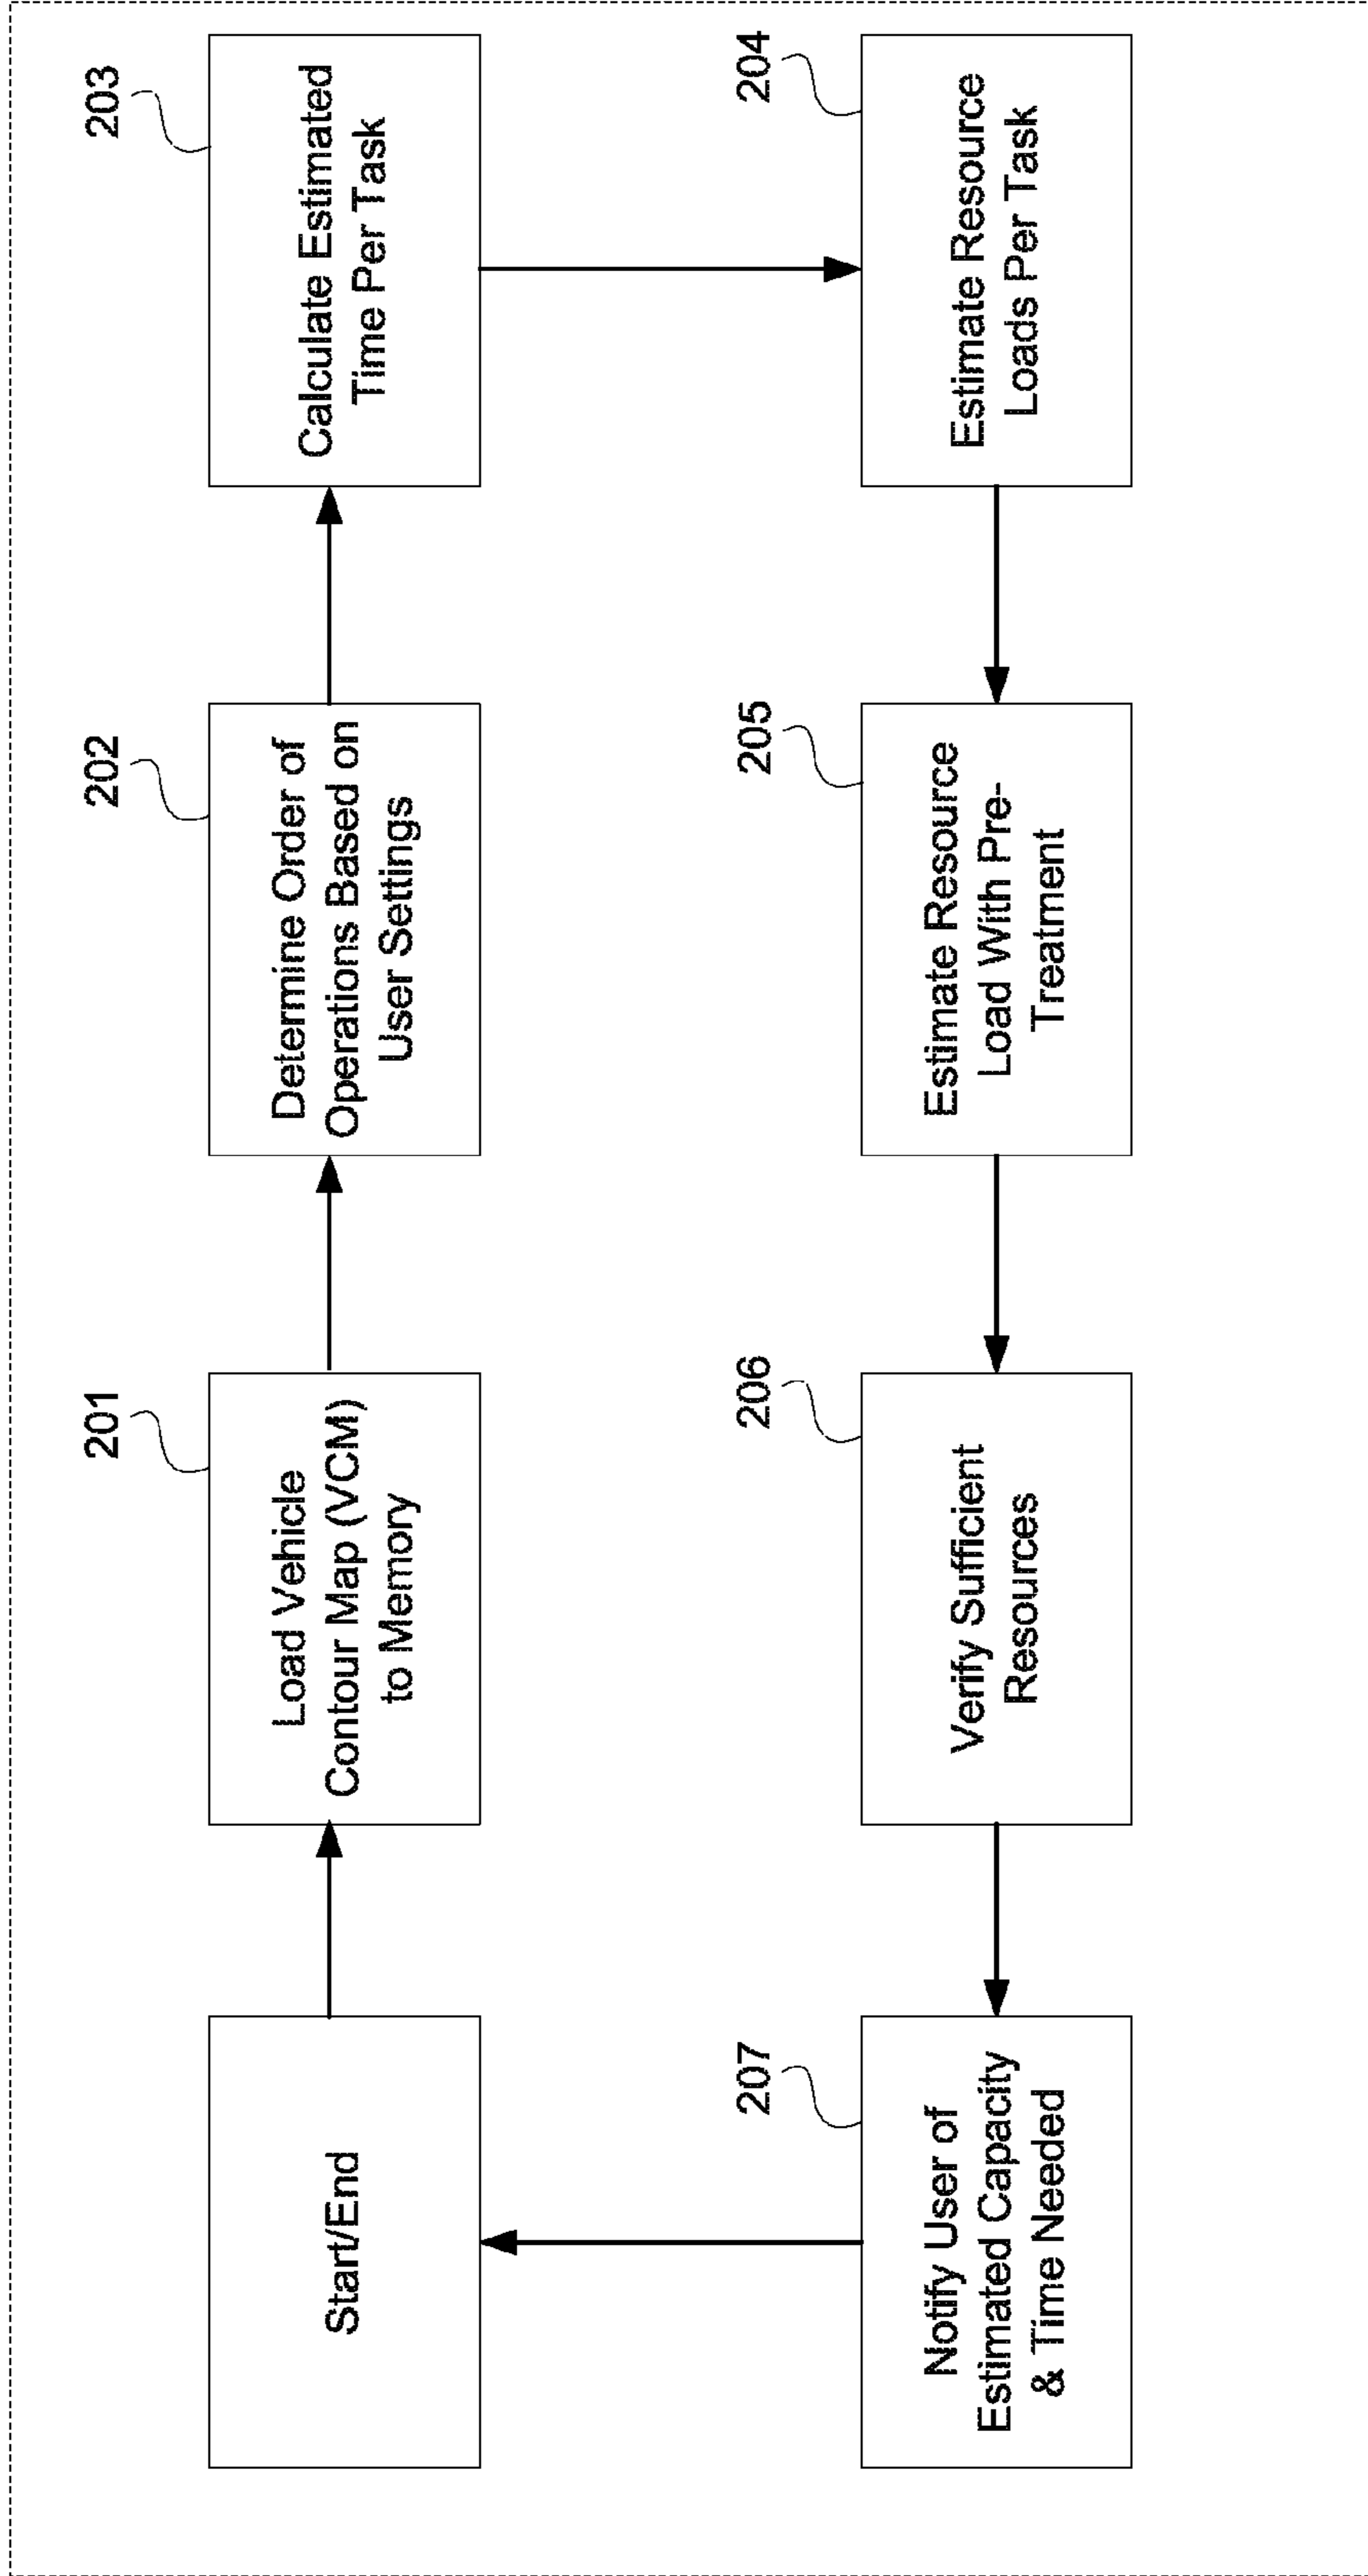 Start/End
201
Load Vehicle
Contour Map (VCM)
to Memory
202
Determine Order of
Operations Based on
User Settings
203
Calculate Estimated
Time Per Task
204
Estimate Resource
Loads Per Task
205
Estimate Resource
Load With Pre-
Treatment
206
Verify Sufficient
Resources
207
Notify User of
Estimated Capacity
& Time Needed